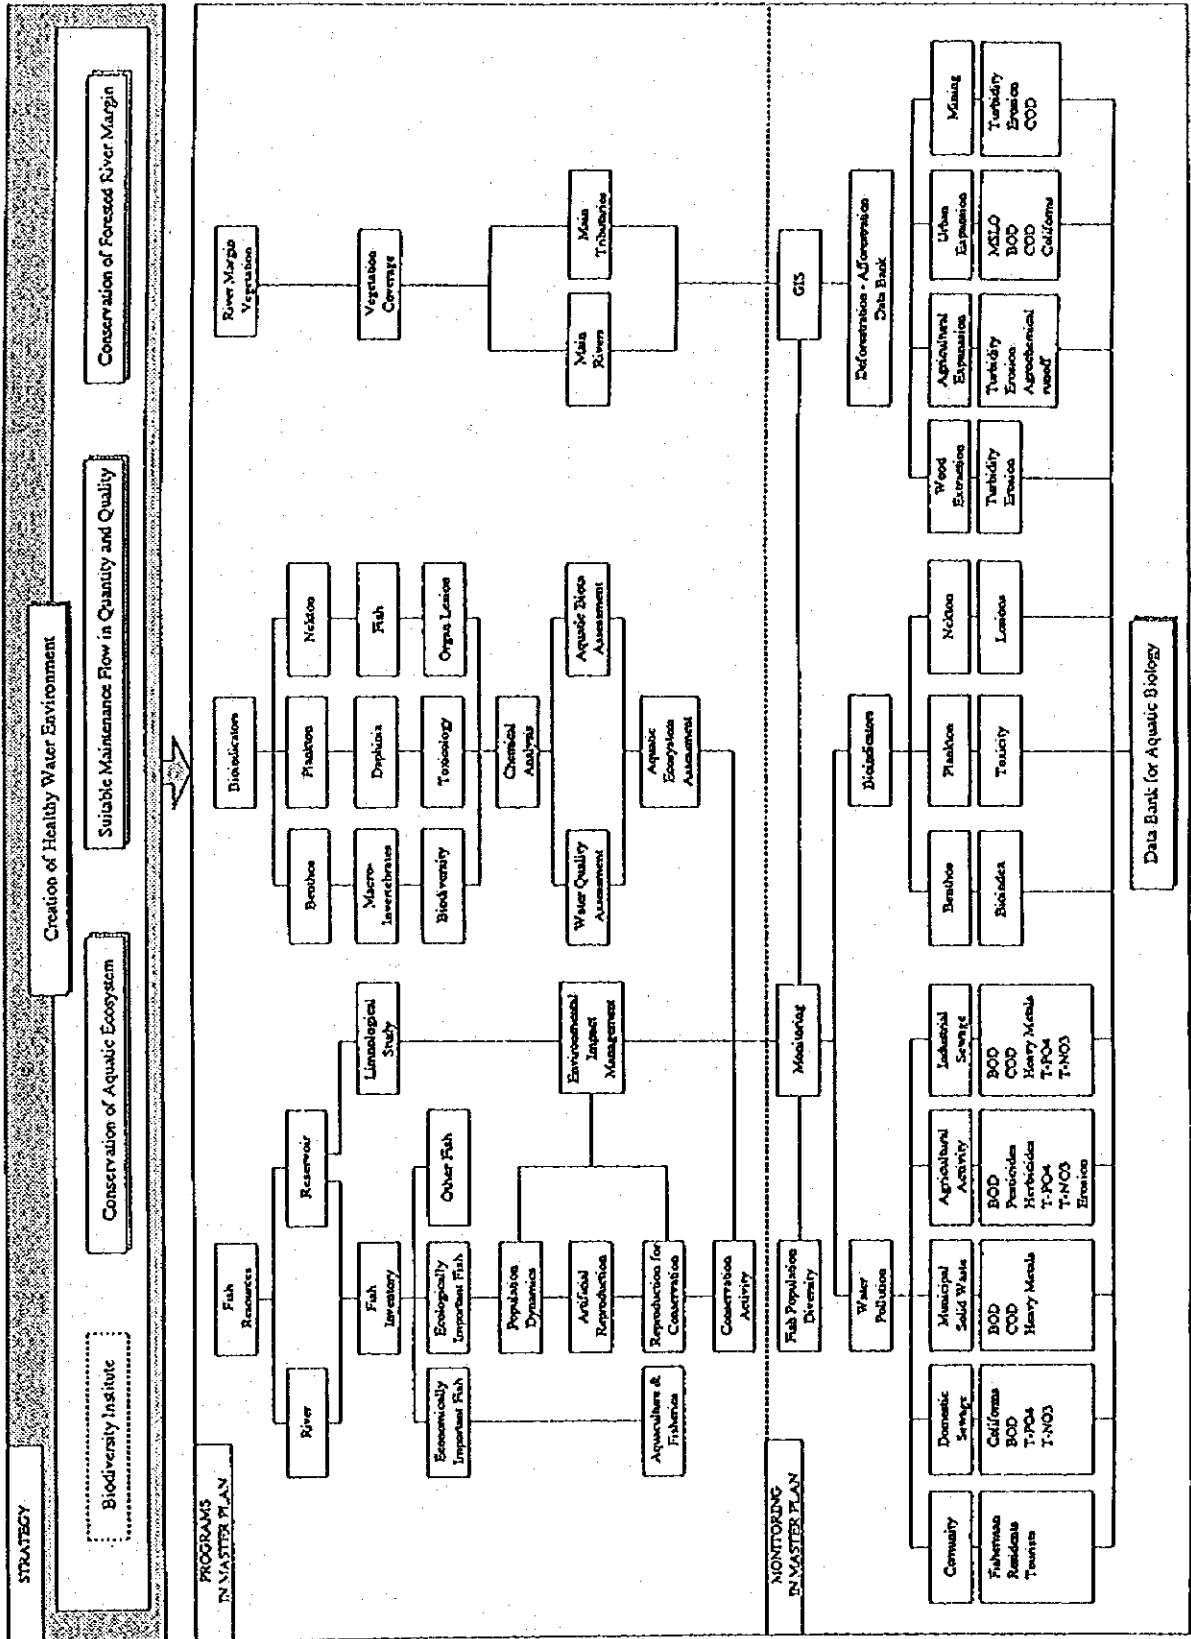 STRATEGY
Creation of Healthy Water Environment
Biodiversity Institute
Conservation of Aquatic Ecosystem
Suitable Maintenance Flow in Quantity and Quality
Conservation of Forested River Margin
PROGRAMS
IN MASTER PLAN
Fish
Resources
Bioindicators
River Margin
Vegetation
River
Reservoir
Benthos
Plankton
Nekton
Fish
Inventory
Limnological
Study
Macro-
Invertebrates
Daphinia
Fish
Vegetation
Coverage
Economically
Important Fish
Ecologically
Important Fish
Other Fish
Biodiversity
Toxicology
Organ Lesion
Population
Dynamics
Chemical
Analysis
Artificial
Reproduction
Environmental
Impact
Management
Water Quality
Assessment
Aquatic Biota
Assessment
Main
Rivers
Main
Tributaries
Aquaculture &
Fisheries
Reproduction for
Conservation
Aquatic
Ecosystem
Assessment
Conservation
Activity
MONITORING
IN MASTER PLAN
Fish Population
Diversity
Monitoring
GIS
Water
Pollution
Bioindicators
Deforestration - Afforestration
Data Bank
Comunity
Domestic
Sewage
Municipal
Solid Waste
Agricultural
Activity
Industrial
Sewage
Benthos
Plankton
Nekton
Wood
Extraction
Agricultural
Expansion
Urban
Expansion
Mining
Fisherman
Residents
Tourists
Coliforms
BOD
T-PO4
T-NO3
BOD
COD
Heavy Metals
BOD
Pesticides
Herbicides
T-PO4
T-NO3
Erosion
BOD
COD
Heavy Metals
T-PO4
T-NO3
Bioindex
Toxicity
Lesions
Turbidity
Erosion
Turbidity
Erosion
Agrochemical
runoff
MSLO
BOD
COD
Coliforms
Turbidity
Erosion
COD
Data Bank for Aquatic Biology